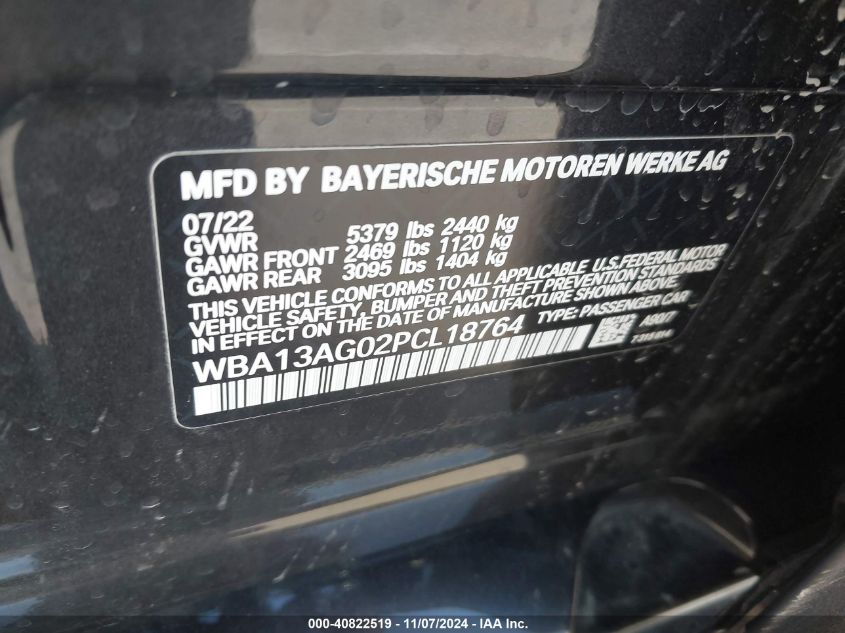 MFD BY BAYERISCHE MOTOREN WERKE AG
07/22
GVWR 5379 lbs 2440 kg
GAWR FRONT 2469 lbs 1120 kg
GAWR REAR 3095 lbs 1404 kg
THIS VEHICLE CONFORMS TO ALL APPLICABLE U.S.FEDERAL MOTOR
VEHICLE SAFETY, BUMPER AND THEFT PREVENTION STANDARDS
IN EFFECT ON THE DATE OF MANUFACTURE SHOWN ABOVE.
WBA13AG02PCL18764 TYPE: PASSENGER CAR
000-40822519 - 11/07/2024 - IAA Inc.